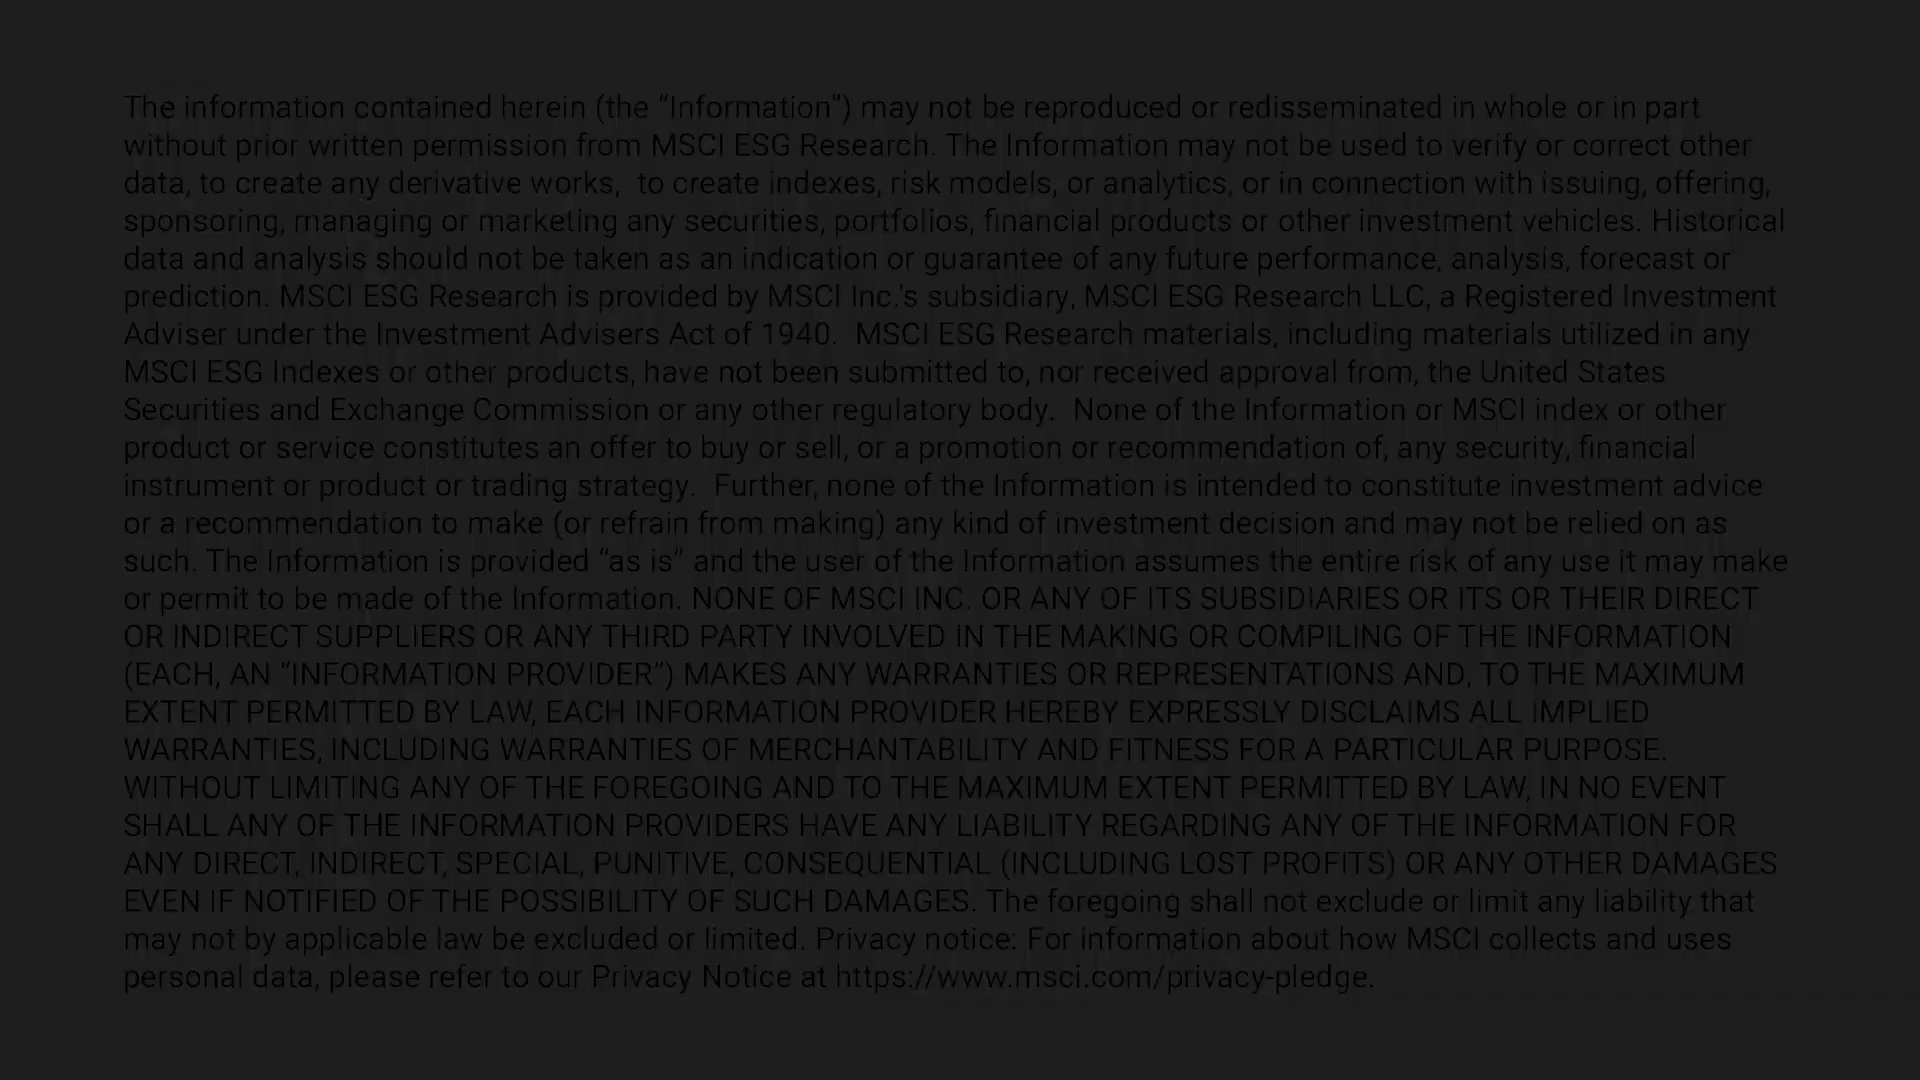 The information contained herein (the “Information”) may not be reproduced or redisseminated in whole or in part
without prior written permission from MSCI ESG Research. The Information may not be used to verify or correct other
data, to create any derivative works,  to create indexes, risk models, or analytics, or in connection with issuing, offering,
sponsoring, managing or marketing any securities, portfolios, financial products or other investment vehicles. Historical
data and analysis should not be taken as an indication or guarantee of any future performance, analysis, forecast or
prediction. MSCI ESG Research is provided by MSCI Inc.'s subsidiary, MSCI ESG Research LLC, a Registered Investment
Adviser under the Investment Advisers Act of 1940.  MSCI ESG Research materials, including materials utilized in any
MSCI ESG Indexes or other products, have not been submitted to, nor received approval from, the United States
Securities and Exchange Commission or any other regulatory body.  None of the Information or MSCI index or other
product or service constitutes an offer to buy or sell, or a promotion or recommendation of, any security, financial
instrument or product or trading strategy.  Further, none of the Information is intended to constitute investment advice
or a recommendation to make (or refrain from making) any kind of investment decision and may not be relied on as
such. The Information is provided “as is” and the user of the Information assumes the entire risk of any use it may make
or permit to be made of the Information. NONE OF MSCI INC. OR ANY OF ITS SUBSIDIARIES OR ITS OR THEIR DIRECT
OR INDIRECT SUPPLIERS OR ANY THIRD PARTY INVOLVED IN THE MAKING OR COMPILING OF THE INFORMATION
(EACH, AN “INFORMATION PROVIDER”) MAKES ANY WARRANTIES OR REPRESENTATIONS AND, TO THE MAXIMUM
EXTENT PERMITTED BY LAW, EACH INFORMATION PROVIDER HEREBY EXPRESSLY DISCLAIMS ALL IMPLIED
WARRANTIES, INCLUDING WARRANTIES OF MERCHANTABILITY AND FITNESS FOR A PARTICULAR PURPOSE.
WITHOUT LIMITING ANY OF THE FOREGOING AND TO THE MAXIMUM EXTENT PERMITTED BY LAW, IN NO EVENT
SHALL ANY OF THE INFORMATION PROVIDERS HAVE ANY LIABILITY REGARDING ANY OF THE INFORMATION FOR
ANY DIRECT, INDIRECT, SPECIAL, PUNITIVE, CONSEQUENTIAL (INCLUDING LOST PROFITS) OR ANY OTHER DAMAGES
EVEN IF NOTIFIED OF THE POSSIBILITY OF SUCH DAMAGES. The foregoing shall not exclude or limit any liability that
may not by applicable law be excluded or limited. Privacy notice: For information about how MSCI collects and uses
personal data, please refer to our Privacy Notice at https://www.msci.com/privacy-pledge.